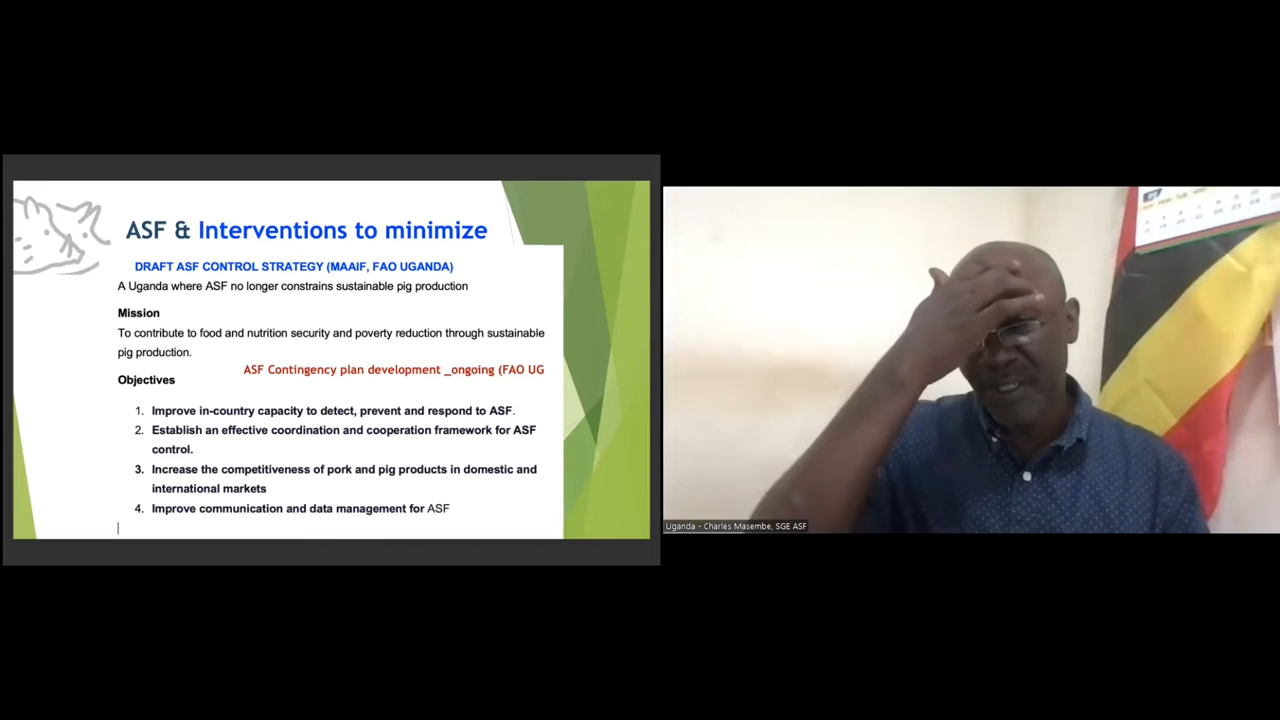 ASF & Interventions to minimize
DRAFT ASF CONTROL STRATEGY (MAAIF, FAO UGANDA)
A Uganda where ASF no longer constrains sustainable pig production
Mission
To contribute to food and nutrition security and poverty reduction through sustainable
pig production.
ASF Contingency plan development _ongoing (FAO UG
Objectives
1. Improve in-country capacity to detect, prevent and respond to ASF.
2. Establish an effective coordination and cooperation framework for ASF
control.
3. Increase the competitiveness of pork and pig products in domestic and
international markets
4. Improve communication and data management for ASF
Uganda - Charles Masembe, SGE ASF